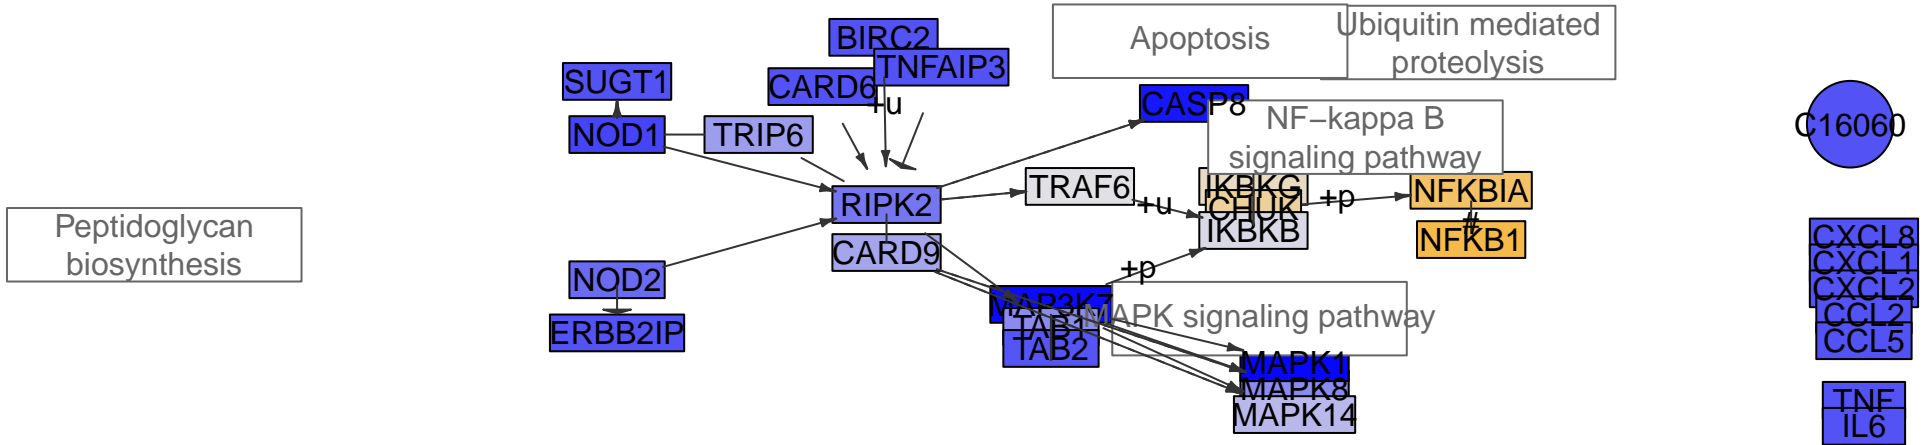 BIRC2
Apoptosis
Ubiquitin mediated
proteolysis
TNFAIP3
SUGT1
CARD6
+u
CASP8
NOD1
TRIP6
NF−kappa B
signaling pathway
C16060
TRAF6
IKBKG
NFKBIA
RIPK2
+u
CHUK
+p
#
IKBKB
NFKB1
Peptidoglycan
biosynthesis
CARD9
+p
NOD2
CXCL8
CXCL1
CXCL2
CCL2
CCL5
MAP3K7
TAB1
TAB2
MAPK signaling pathway
ERBB2IP
MAPK1
MAPK8
MAPK14
TNF
IL6